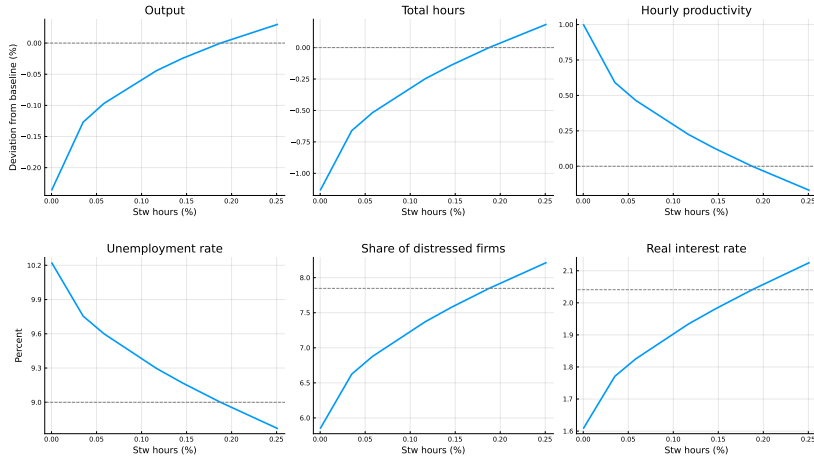 Output
Total hours
Hourly productivity
Deviation from baseline (%)
0.00
−0.05
−0.10
−0.15
−0.20
0.00 0.05 0.10 0.15 0.20 0.25
Stw hours (%)
0.00
−0.25
−0.50
−0.75
−1.00
0.00 0.05 0.10 0.15 0.20 0.25
Stw hours (%)
1.00
0.75
0.50
0.25
0.00
0.00 0.05 0.10 0.15 0.20 0.25
Stw hours (%)
Unemployment rate
Share of distressed firms
Real interest rate
Percent
10.2
9.9
9.6
9.3
9.0
0.00 0.05 0.10 0.15 0.20 0.25
Stw hours (%)
8.0
7.5
7.0
6.5
6.0
0.00 0.05 0.10 0.15 0.20 0.25
Stw hours (%)
2.1
2.0
1.9
1.8
1.7
1.6
0.00 0.05 0.10 0.15 0.20 0.25
Stw hours (%)